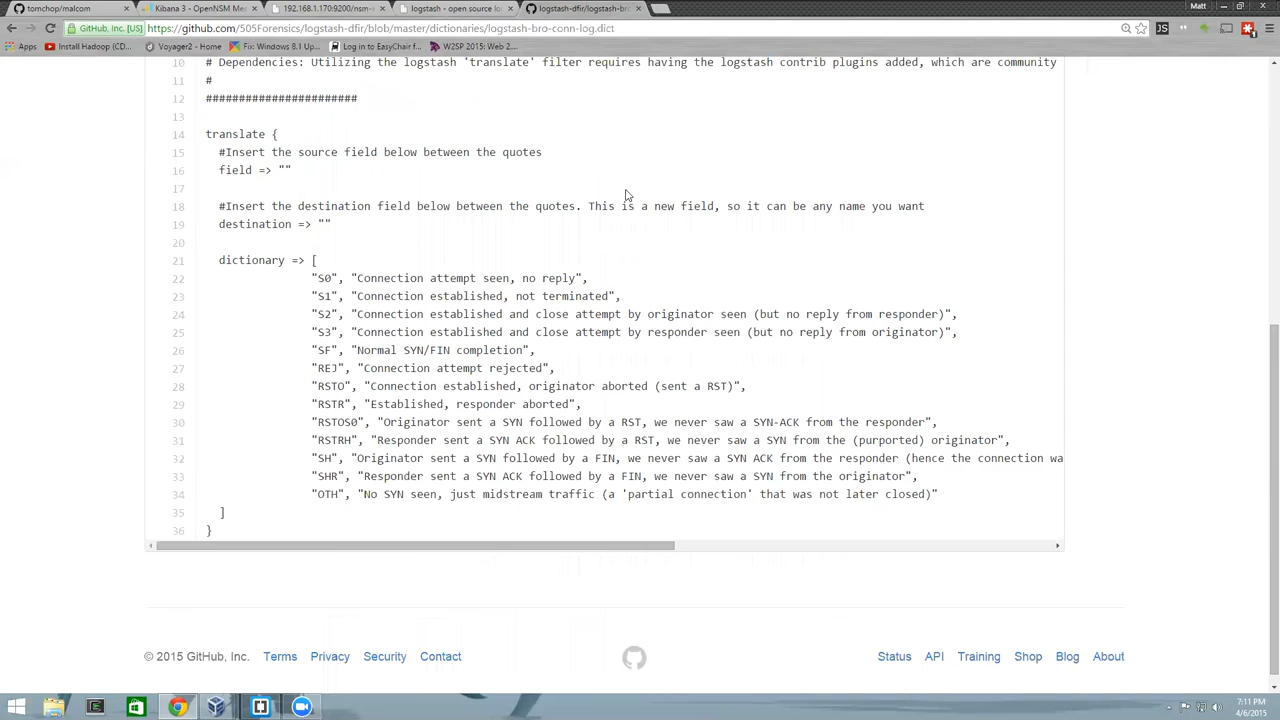 tomchop/malcom
Kibana 3 - OpenNSM Me
192.168.1.170:9200/nsm-v
logstash - open source lo
logstash-dfir/logstash-bro
Matt
GitHub, Inc. [US]
https://github.com/505Forensics/logstash-dfir/blob/master/dictionaries/logstash-bro-conn-log.dict
Apps
Install Hadoop (CD...
Voyager2 - Home
Fix: Windows 8.1 Up...
Log in to EasyChair f...
W2SP 2015: Web 2....
10 # Dependencies: Utilizing the logstash 'translate' filter requires having the logstash contrib plugins added, which are community
11 #
12 #######################
13
14 translate {
15 #Insert the source field below between the quotes
16 field => ""
17
18 #Insert the destination field below between the quotes. This is a new field, so it can be any name you want
19 destination => ""
20
21 dictionary => [
22 "S0", "Connection attempt seen, no reply",
23 "S1", "Connection established, not terminated",
24 "S2", "Connection established and close attempt by originator seen (but no reply from responder)",
25 "S3", "Connection established and close attempt by responder seen (but no reply from originator)",
26 "SF", "Normal SYN/FIN completion",
27 "REJ", "Connection attempt rejected",
28 "RSTO", "Connection established, originator aborted (sent a RST)",
29 "RSTR", "Established, responder aborted",
30 "RSTOS0", "Originator sent a SYN followed by a RST, we never saw a SYN-ACK from the responder",
31 "RSTRH", "Responder sent a SYN ACK followed by a RST, we never saw a SYN from the (purported) originator",
32 "SH", "Originator sent a SYN followed by a FIN, we never saw a SYN ACK from the responder (hence the connection wa
33 "SHR", "Responder sent a SYN ACK followed by a FIN, we never saw a SYN from the originator",
34 "OTH", "No SYN seen, just midstream traffic (a 'partial connection' that was not later closed)"
35 ]
36 }
© 2015 GitHub, Inc.
Terms
Privacy
Security
Contact
Status
API
Training
Shop
Blog
About
7:11 PM
4/6/2015